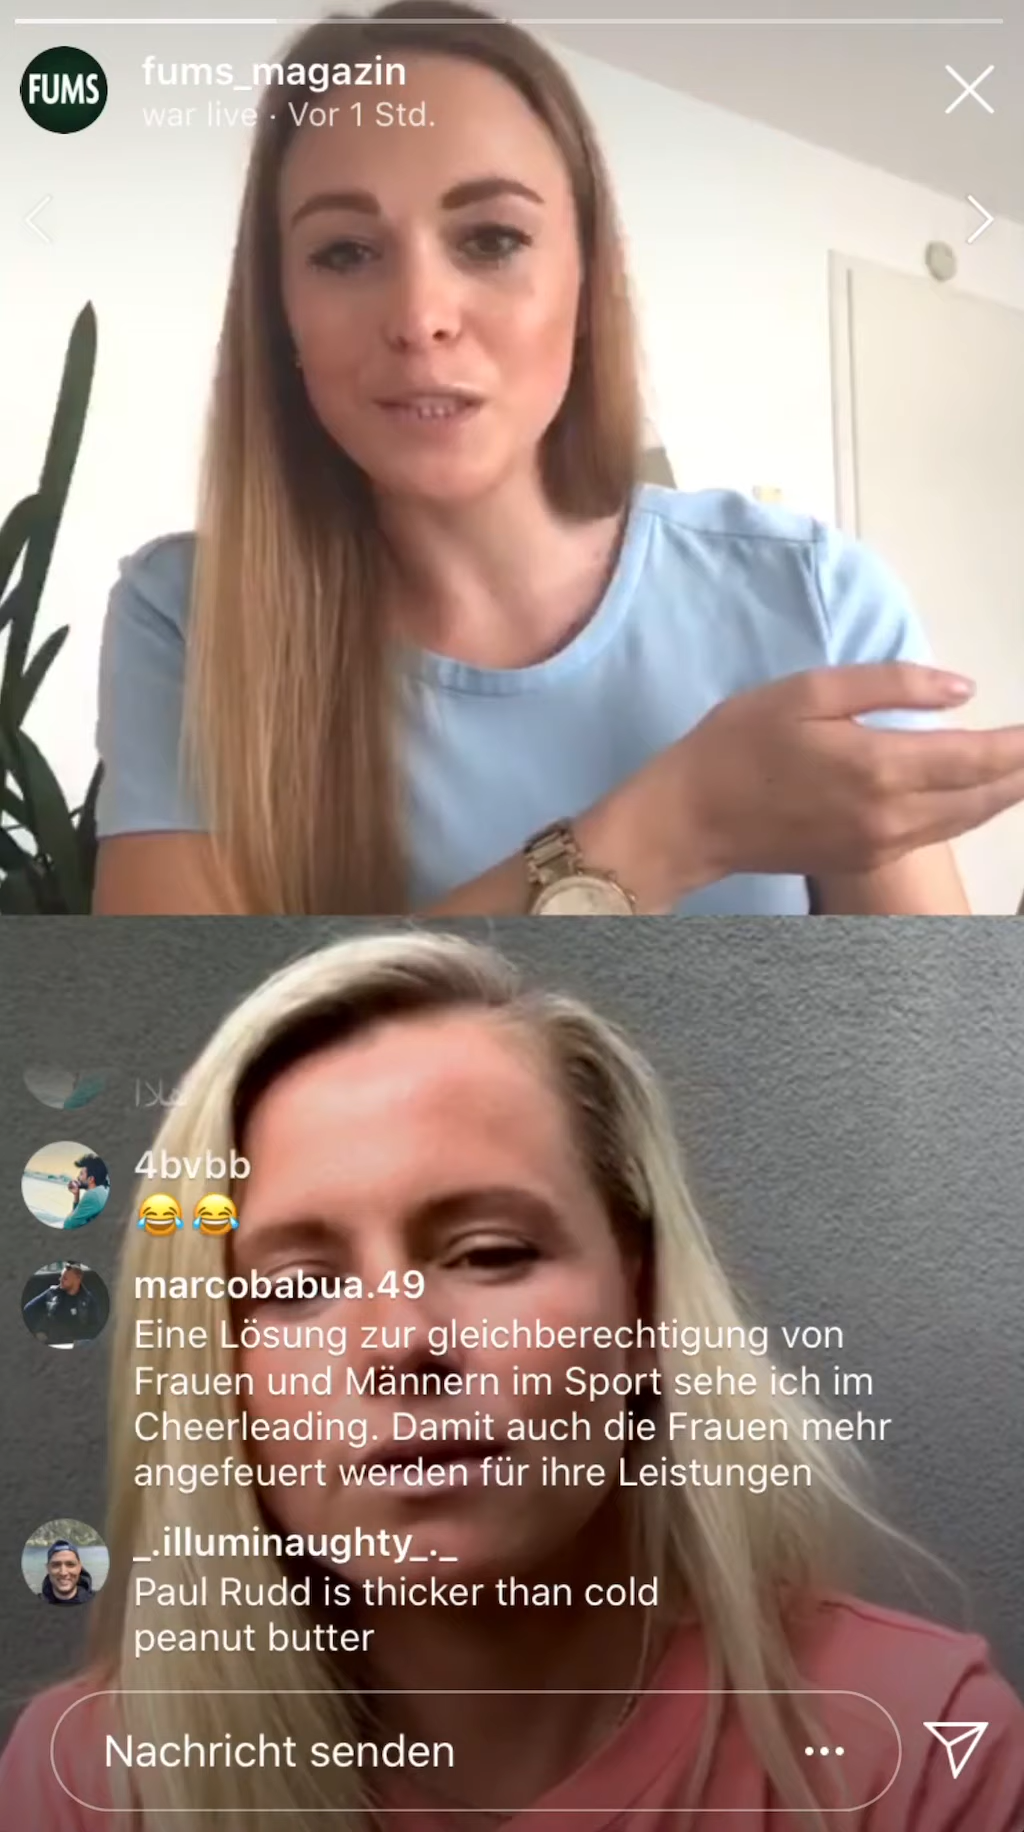 FUMS
fums_magazin
war live · Vor 1 Std.
4bvbb
😂😂
marcobabua.49
Eine Lösung zur gleichberechtigung von
Frauen und Männern im Sport sehe ich im
Cheerleading. Damit auch die Frauen mehr
angefeuert werden für ihre Leistungen
_.illuminaughty_._
Paul Rudd is thicker than cold
peanut butter
Nachricht senden